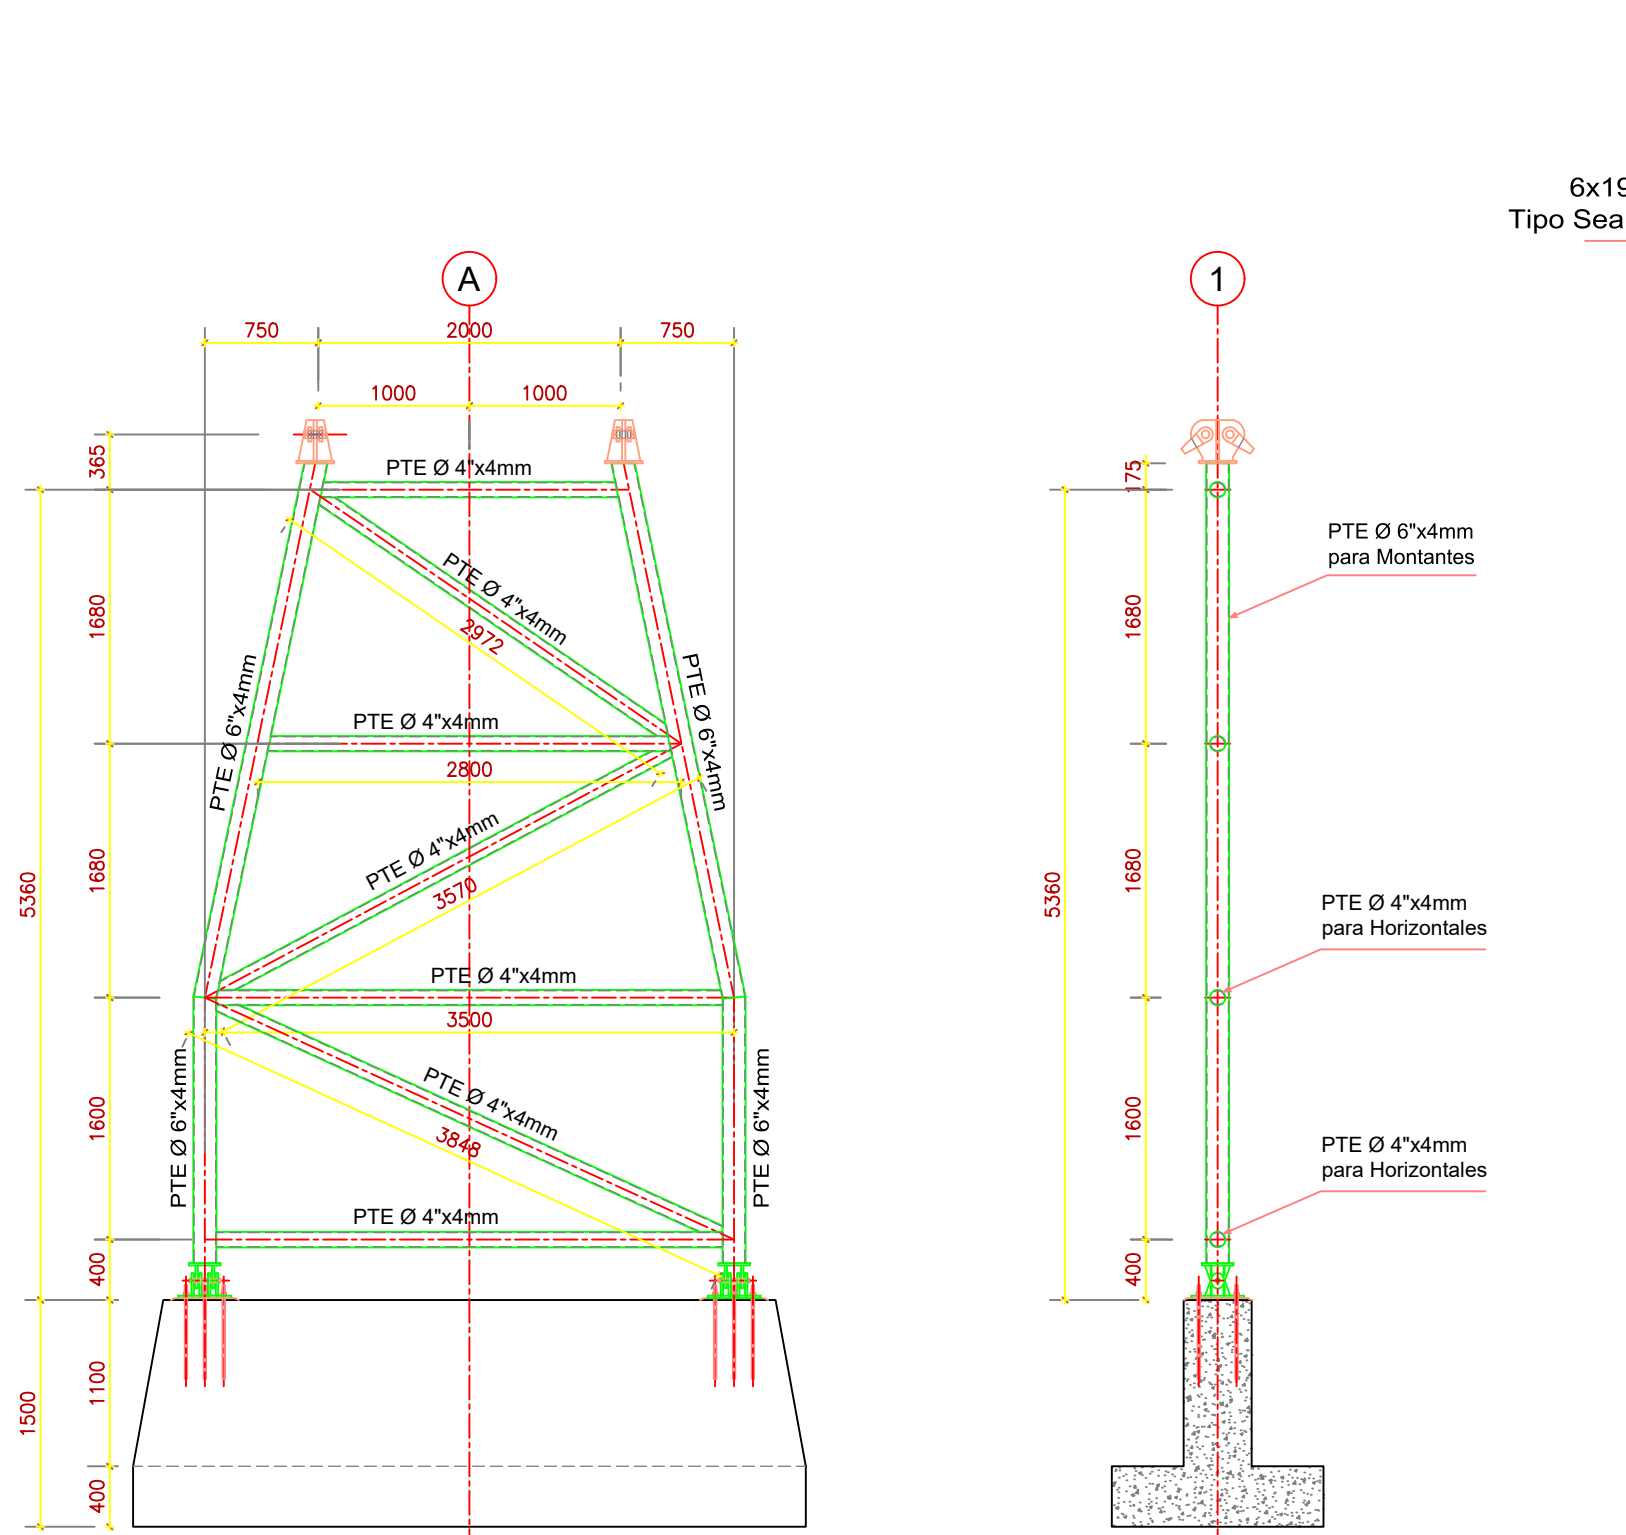 6x19
Tipo Sea
A
1
750
2000
750
1000
1000
365
PTE Ø 4"x4mm
175
PTE Ø 6"x4mm
para Montantes
PTE Ø 4"x4mm
2972
1680
1680
PTE Ø 6"x4mm
PTE Ø 6"x4mm
PTE Ø 4"x4mm
2800
PTE Ø 4"x4mm
3570
1680
5360
1680
5360
PTE Ø 4"x4mm
para Horizontales
PTE Ø 4"x4mm
3500
PTE Ø 6"x4mm
PTE Ø 6"x4mm
PTE Ø 4"x4mm
3848
1600
1600
PTE Ø 4"x4mm
para Horizontales
PTE Ø 4"x4mm
400
400
1100
1500
400